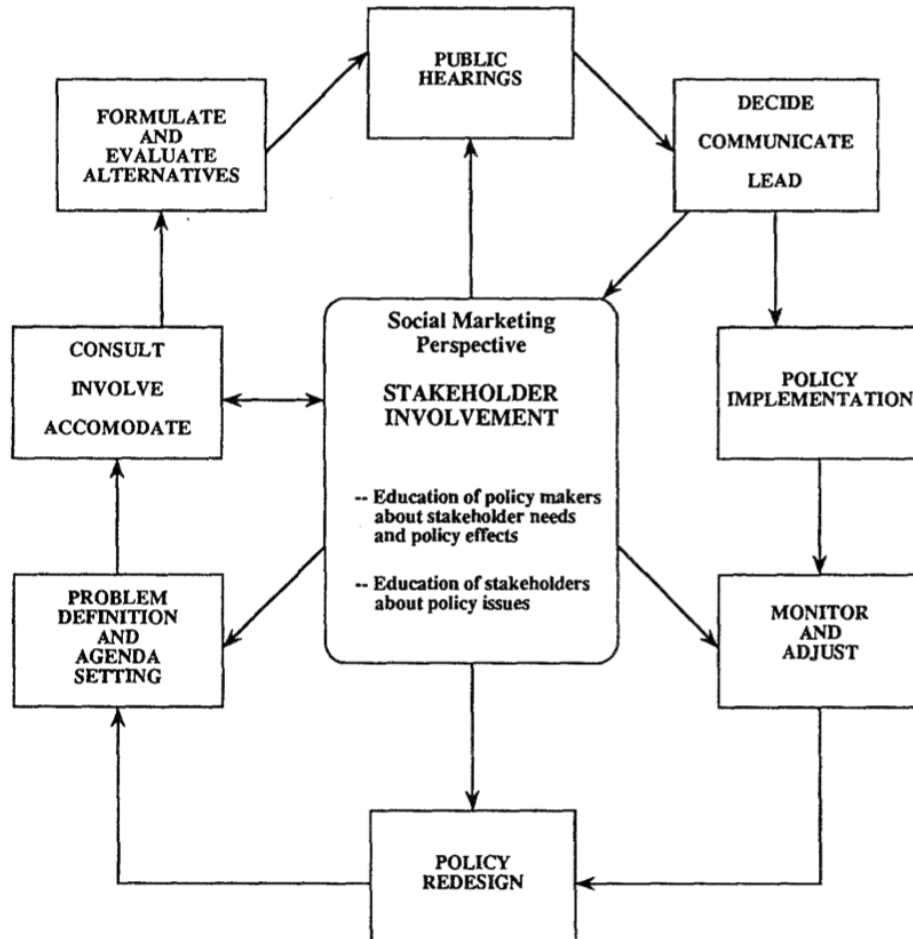 PUBLIC
HEARINGS
FORMULATE
AND
EVALUATE
ALTERNATIVES
DECIDE
COMMUNICATE
LEAD
CONSULT
INVOLVE
ACCOMODATE
Social Marketing
Perspective
STAKEHOLDER
INVOLVEMENT
-- Education of policy makers
about stakeholder needs
and policy effects
-- Education of stakeholders
about policy issues
POLICY
IMPLEMENTATION
PROBLEM
DEFINITION
AND
AGENDA
SETTING
MONITOR
AND
ADJUST
POLICY
REDESIGN